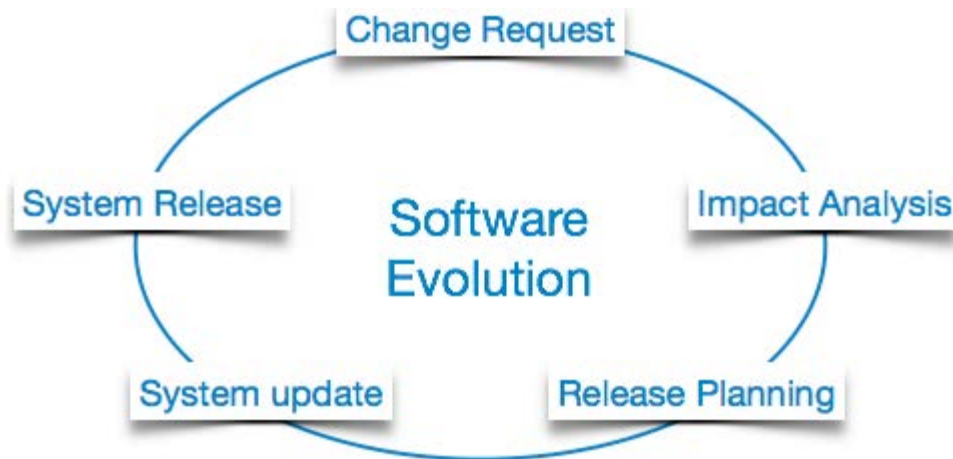 Change Request
System Release
Software
Evolution
Impact Analysis
System update
Release Planning